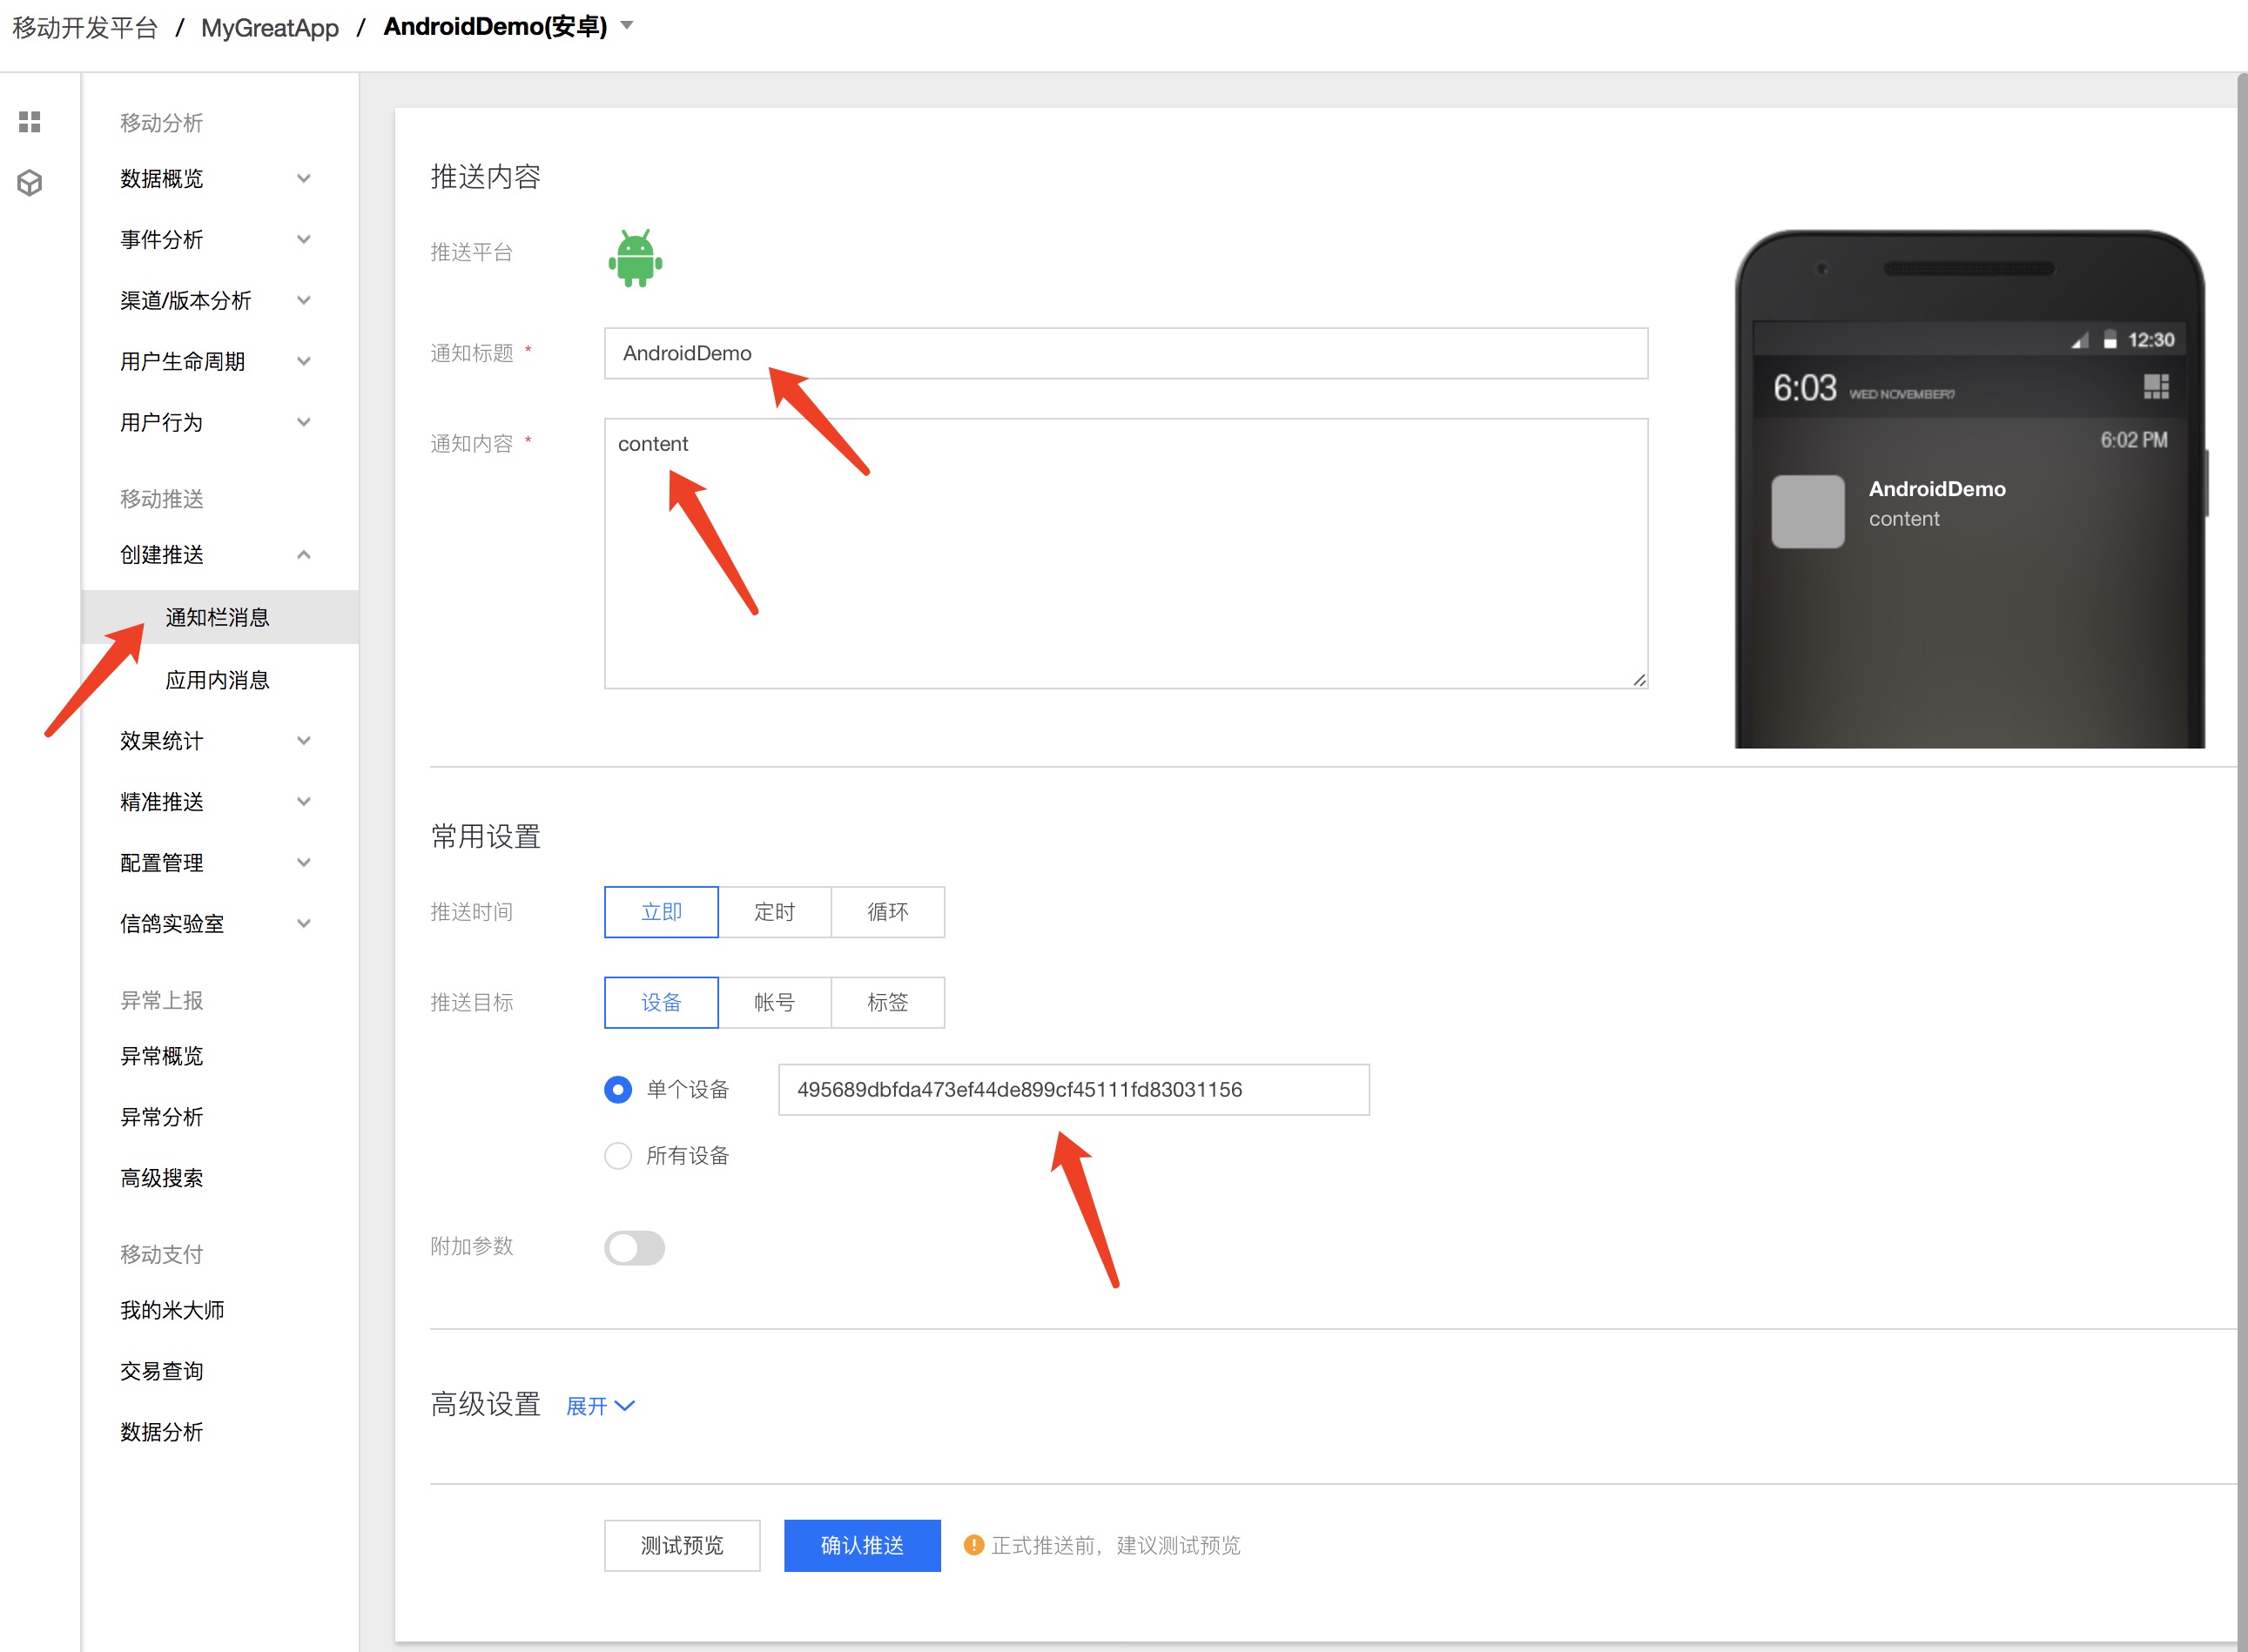 移动开发平台 / MyGreatApp / AndroidDemo(安卓)
移动分析
数据概览
事件分析
渠道/版本分析
用户生命周期
用户行为
移动推送
创建推送
通知栏消息
应用内消息
效果统计
精准推送
配置管理
信鸽实验室
异常上报
异常概览
异常分析
高级搜索
移动支付
我的米大师
交易查询
数据分析
推送内容
推送平台
通知标题 * AndroidDemo
通知内容 * content
12:30
6:03 WED NOVEMBER?
6:02 PM
AndroidDemo
content
常用设置
推送时间 立即 定时 循环
推送目标 设备 帐号 标签
单个设备 495689dbfda473ef44de899cf45111fd83031156
所有设备
附加参数
高级设置 展开
测试预览 确认推送 正式推送前，建议测试预览